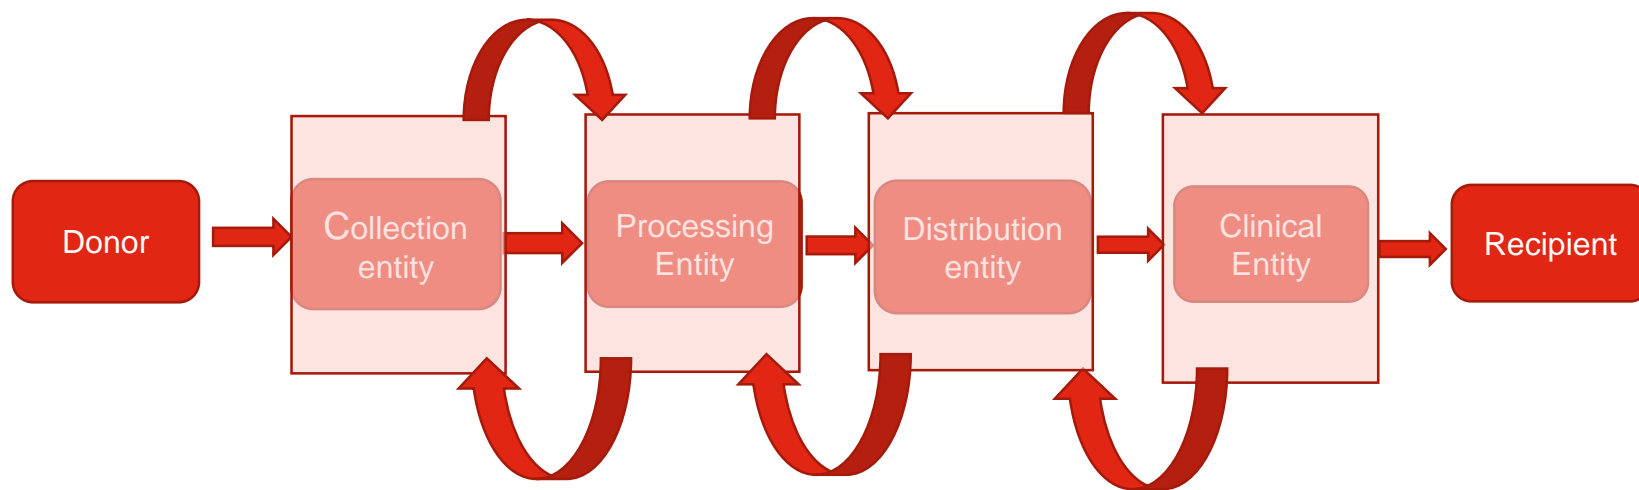 Donor
Collection
entity
Processing
Entity
Distribution
entity
Clinical
Entity
Recipient